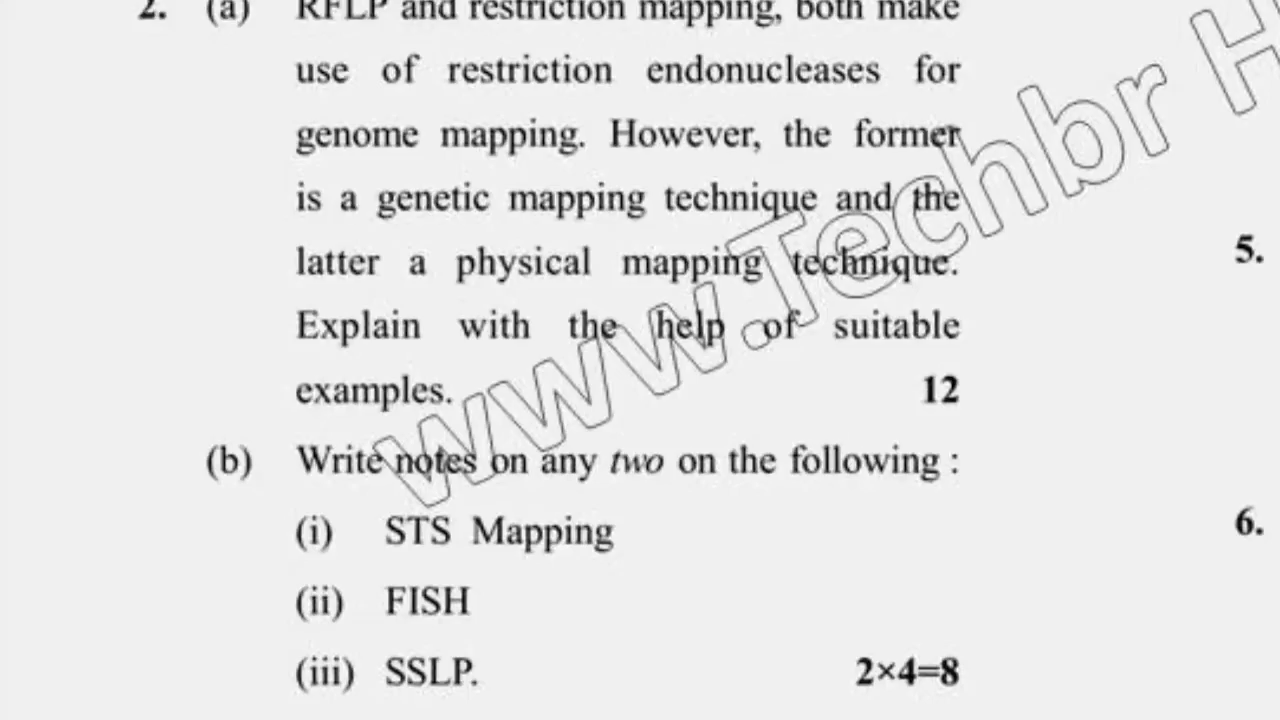 2. (a) RFLP and restriction mapping, both make
use of restriction endonucleases for
genome mapping. However, the former
is a genetic mapping technique and the
latter a physical mapping technique.
Explain with the help of suitable
examples. 12
(b) Write notes on any two on the following :
(i) STS Mapping
(ii) FISH
(iii) SSLP. 2×4=8
5.
6.
www.Techbr H